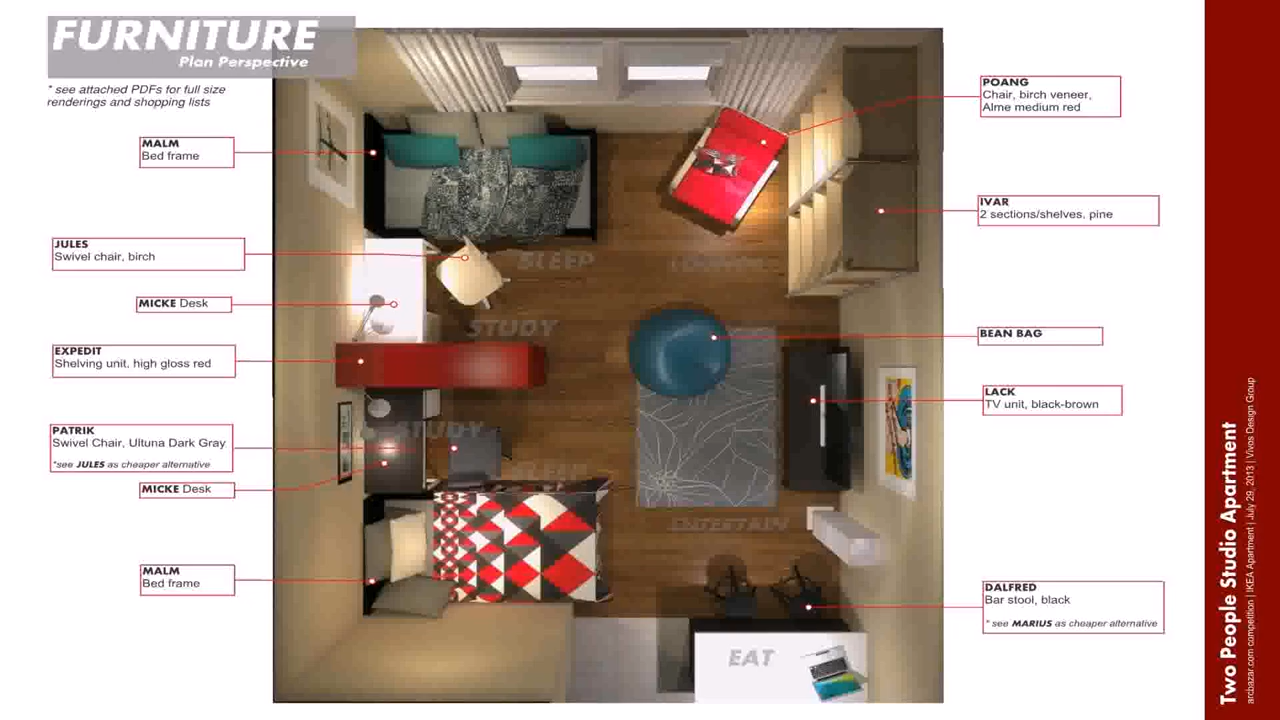 FURNITURE
Plan Perspective
* see attached PDFs for full size
renderings and shopping lists
MALM
Bed frame
JULES
Swivel chair, birch
MICKE Desk
EXPEDIT
Shelving unit, high gloss red
PATRIK
Swivel Chair, Ultuna Dark Gray
*see JULES as cheaper alternative
MICKE Desk
MALM
Bed frame
SLEEP
STUDY
STUDY
SLEEP
ENTERTAIN
EAT
POANG
Chair, birch veneer,
Alme medium red
IVAR
2 sections/shelves, pine
BEAN BAG
LACK
TV unit, black-brown
DALFRED
Bar stool, black
* see MARIUS as cheaper alternative
Two People Studio Apartment
arcbazar.com competition | IKEA Apartment | July 29, 2013 | Vivos Design Group